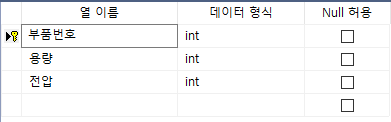 열 이름 데이터 형식 Null 허용
부품번호 int
용량 int
전압 int